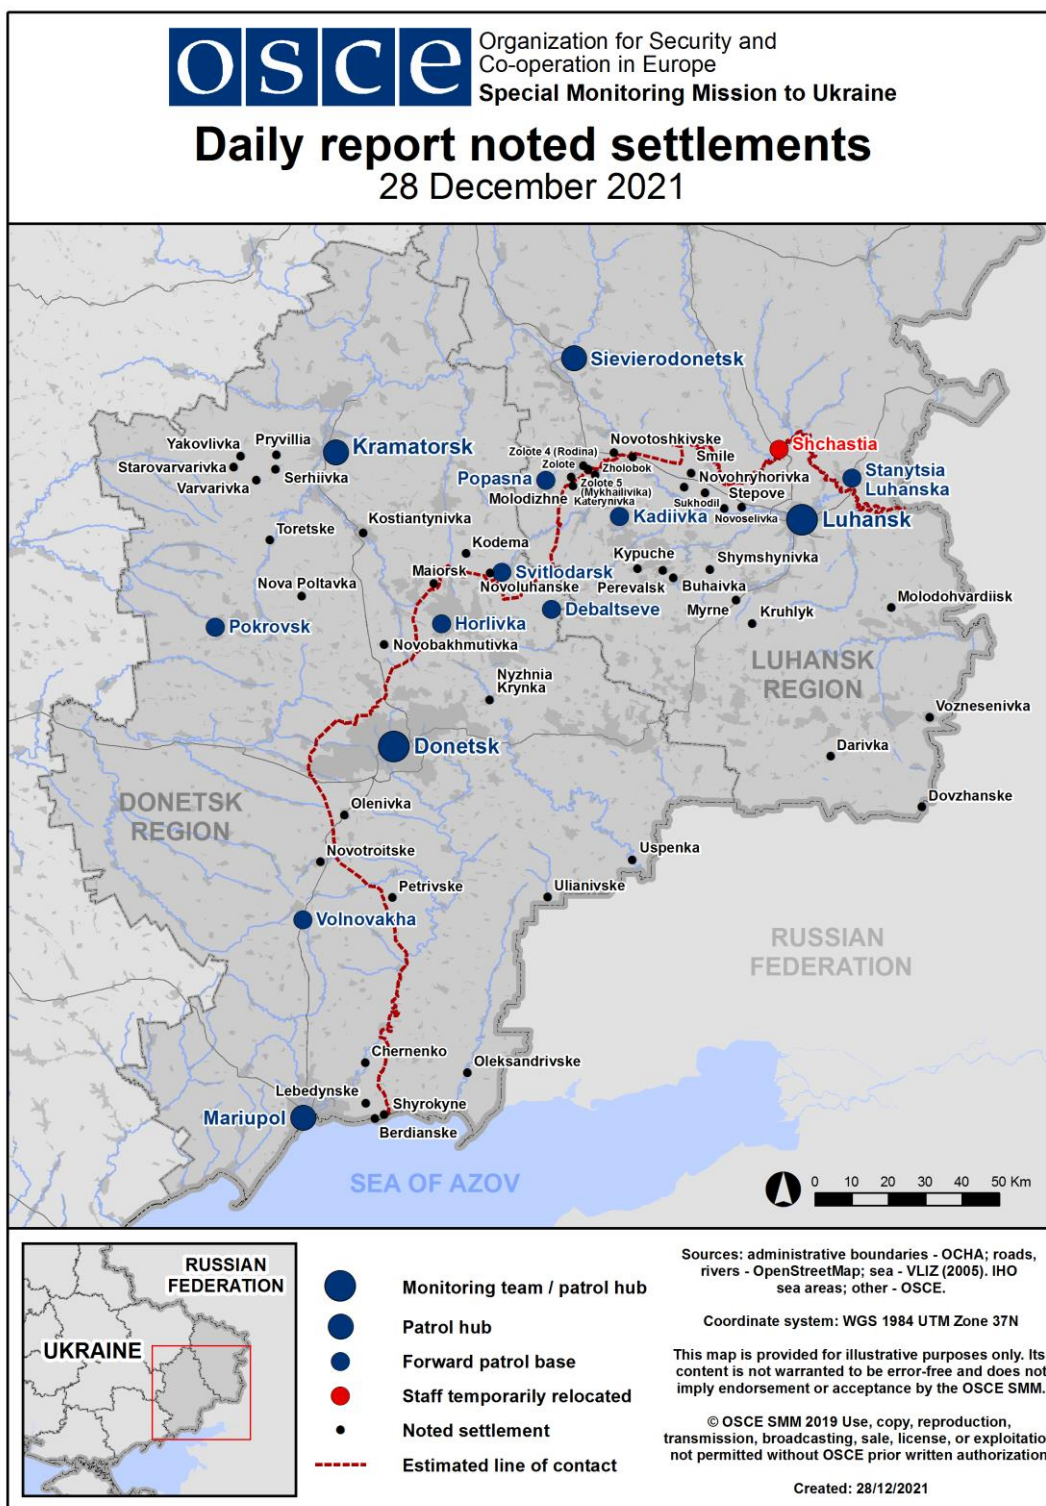 osce
Organization for Security and
Co-operation in Europe
Special Monitoring Mission to Ukraine
Daily report noted settlements
28 December 2021
Sievierodonetsk
Shchastia
Yakovlivka
Pryvillia
Kramatorsk
Novotoshkivske
Zolote 4 (Rodina)
Smile
Starovarvarivka
Serhiivka
Zolote
Zholobok
Stanytsia
Luhanska
Varvarivka
Popasna
Zolote 5
(Mykhailivika)
Novohryhorivka
Molodizhne
Katerynivka
Sukhodil
Stepove
Toretske
Kostiantynivka
Kadiivka
Novoselivka
Luhansk
Kodema
Kypuche
Shymshynivka
Nova Poltavka
Maiorsk
Svitlodarsk
Novoluhanske
Perevalsk
Buhaivka
Pokrovsk
Horlivka
Debaltseve
Myrne
Kruhlyk
Molodohvardiisk
Novobakhmutivka
LUHANSK
REGION
Nyzhnia
Krynka
Voznesenivka
Donetsk
Darivka
DONETSK
REGION
Olenivka
Dovzhanske
Novotroitske
Uspenka
Petrivske
Ulianivske
Volnovakha
RUSSIAN
FEDERATION
Chernenko
Oleksandrivske
Lebedynske
Mariupol
Shyrokyne
Berdianske
SEA OF AZOV
0 10 20 30 40 50 Km
RUSSIAN
FEDERATION
UKRAINE
Monitoring team / patrol hub
Patrol hub
Forward patrol base
Staff temporarily relocated
Noted settlement
Estimated line of contact
Sources: administrative boundaries - OCHA; roads,
rivers - OpenStreetMap; sea - VLIZ (2005). IHO
sea areas; other - OSCE.
Coordinate system: WGS 1984 UTM Zone 37N
This map is provided for illustrative purposes only. Its
content is not warranted to be error-free and does not
imply endorsement or acceptance by the OSCE SMM.
© OSCE SMM 2019 Use, copy, reproduction,
transmission, broadcasting, sale, license, or exploitatio
not permitted without OSCE prior written authorization
Created: 28/12/2021